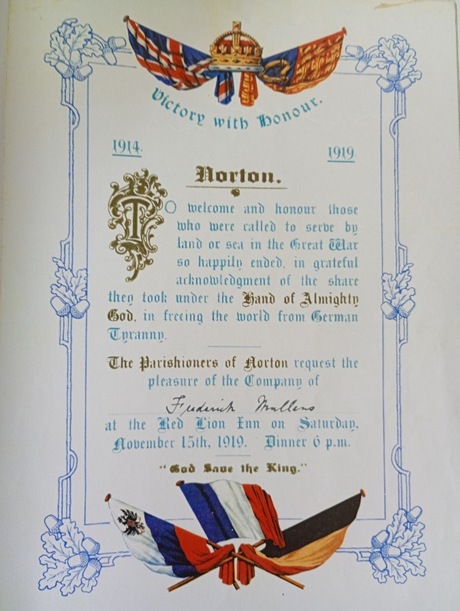 Victory with Honour.
1914. 1919.
Norton.
To welcome and honour those
who were called to serve by
land or sea in the Great War
so happily ended, in grateful
acknowledgment of the share
they took under the Hand of Almighty
God, in freeing the world from German
Tyranny.
The Parishioners of Norton request the
pleasure of the Company of
Frederick Mullens
at the Red Lion Inn on Saturday,
November 15th, 1919. Dinner 6 p.m.
"God Save the King."